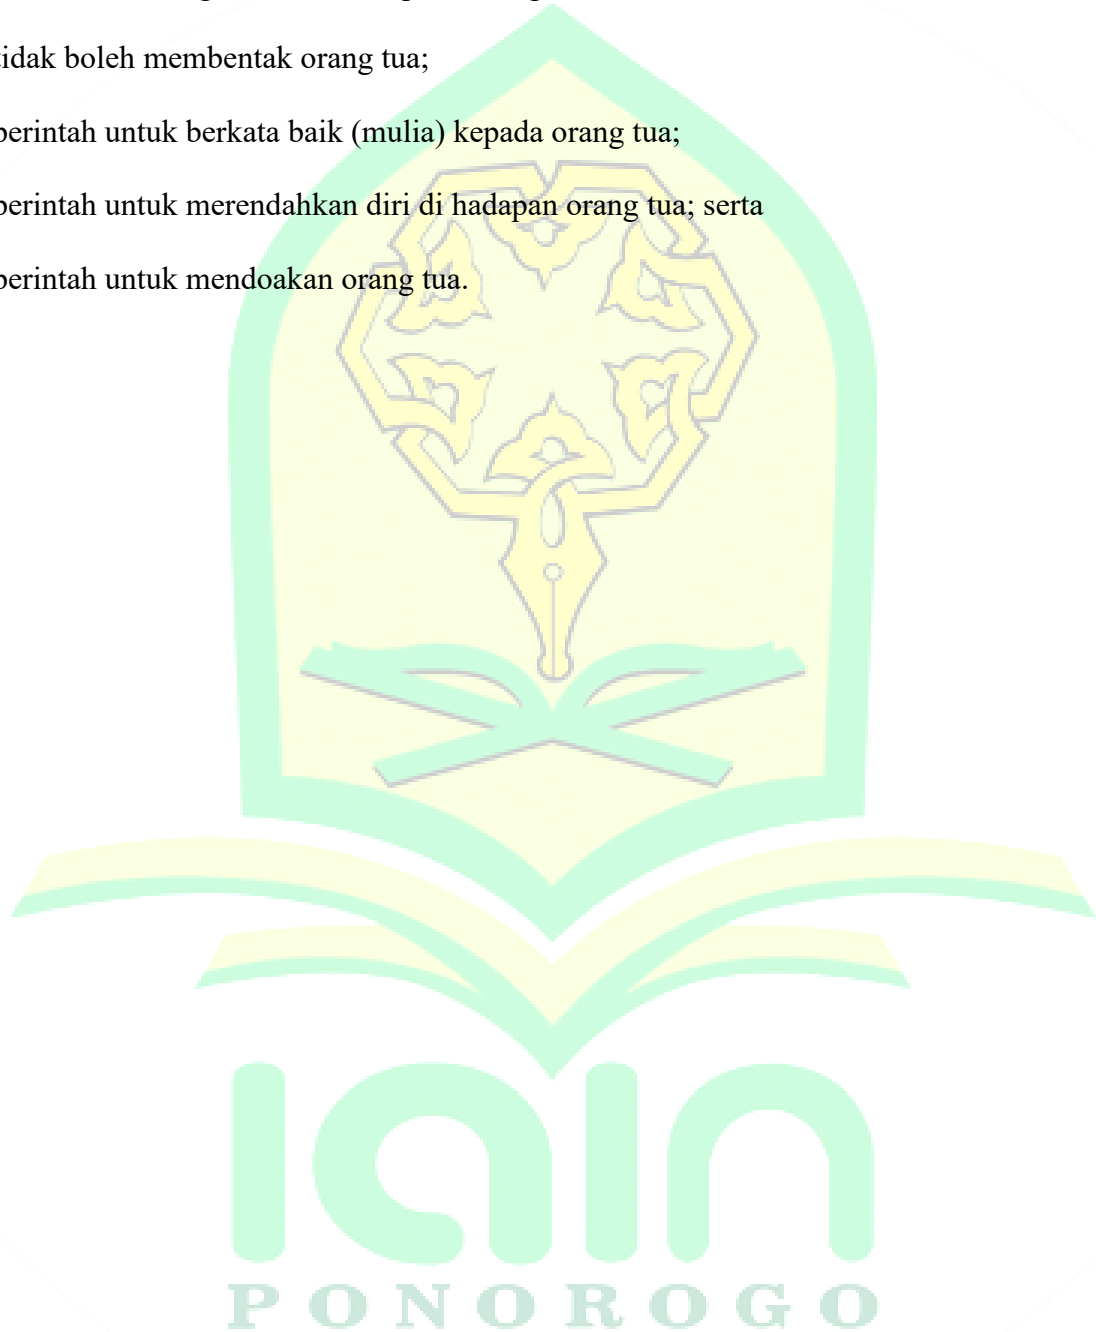 tidak boleh membentak orang tua;
perintah untuk berkata baik (mulia) kepada orang tua;
perintah untuk merendahkan diri di hadapan orang tua; serta
perintah untuk mendoakan orang tua.
iain
PONOROGO